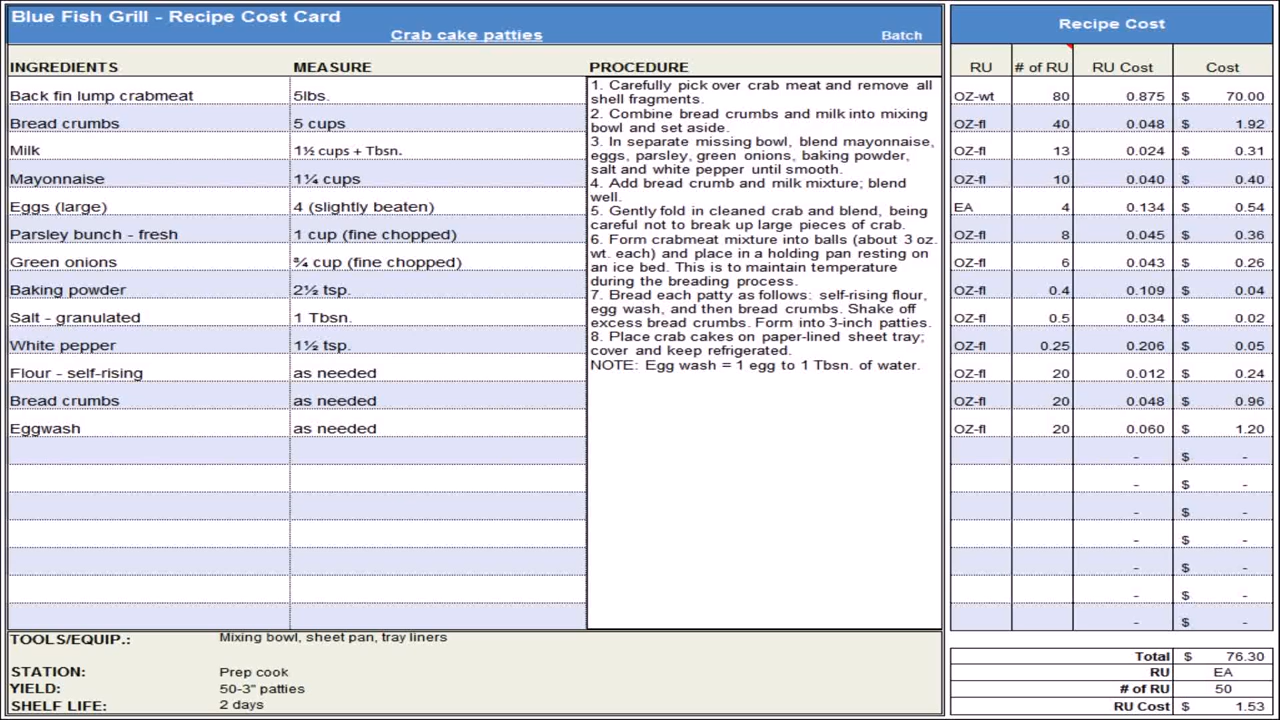 Blue Fish Grill - Recipe Cost Card
Crab cake patties
Batch
Recipe Cost
INGREDIENTS MEASURE PROCEDURE RU # of RU RU Cost Cost
Back fin lump crabmeat 5lbs. OZ-wt 80 0.875 $ 70.00
Bread crumbs 5 cups OZ-fl 40 0.048 $ 1.92
Milk 1½ cups + Tbsn. OZ-fl 13 0.024 $ 0.31
Mayonnaise 1¼ cups OZ-fl 10 0.040 $ 0.40
Eggs (large) 4 (slightly beaten) EA 4 0.134 $ 0.54
Parsley bunch - fresh 1 cup (fine chopped) OZ-fl 8 0.045 $ 0.36
Green onions ¾ cup (fine chopped) OZ-fl 6 0.043 $ 0.26
Baking powder 2½ tsp. OZ-fl 0.4 0.109 $ 0.04
Salt - granulated 1 Tbsn. OZ-fl 0.5 0.034 $ 0.02
White pepper 1½ tsp. OZ-fl 0.25 0.206 $ 0.05
Flour - self-rising as needed OZ-fl 20 0.012 $ 0.24
Bread crumbs as needed OZ-fl 20 0.048 $ 0.96
Eggwash as needed OZ-fl 20 0.060 $ 1.20
- $ -
- $ -
- $ -
- $ -
- $ -
- $ -
- $ -
1. Carefully pick over crab meat and remove all
shell fragments.
2. Combine bread crumbs and milk into mixing
bowl and set aside.
3. In separate missing bowl, blend mayonnaise,
eggs, parsley, green onions, baking powder,
salt and white pepper until smooth.
4. Add bread crumb and milk mixture; blend
well.
5. Gently fold in cleaned crab and blend, being
careful not to break up large pieces of crab.
6. Form crabmeat mixture into balls (about 3 oz.
wt. each) and place in a holding pan resting on
an ice bed. This is to maintain temperature
during the breading process.
7. Bread each patty as follows: self-rising flour,
egg wash, and then bread crumbs. Shake off
excess bread crumbs. Form into 3-inch patties.
8. Place crab cakes on paper-lined sheet tray;
cover and keep refrigerated.
NOTE: Egg wash = 1 egg to 1 Tbsn. of water.
TOOLS/EQUIP.: Mixing bowl, sheet pan, tray liners
STATION: Prep cook
YIELD: 50-3" patties
SHELF LIFE: 2 days
Total $ 76.30
RU EA
# of RU 50
RU Cost $ 1.53